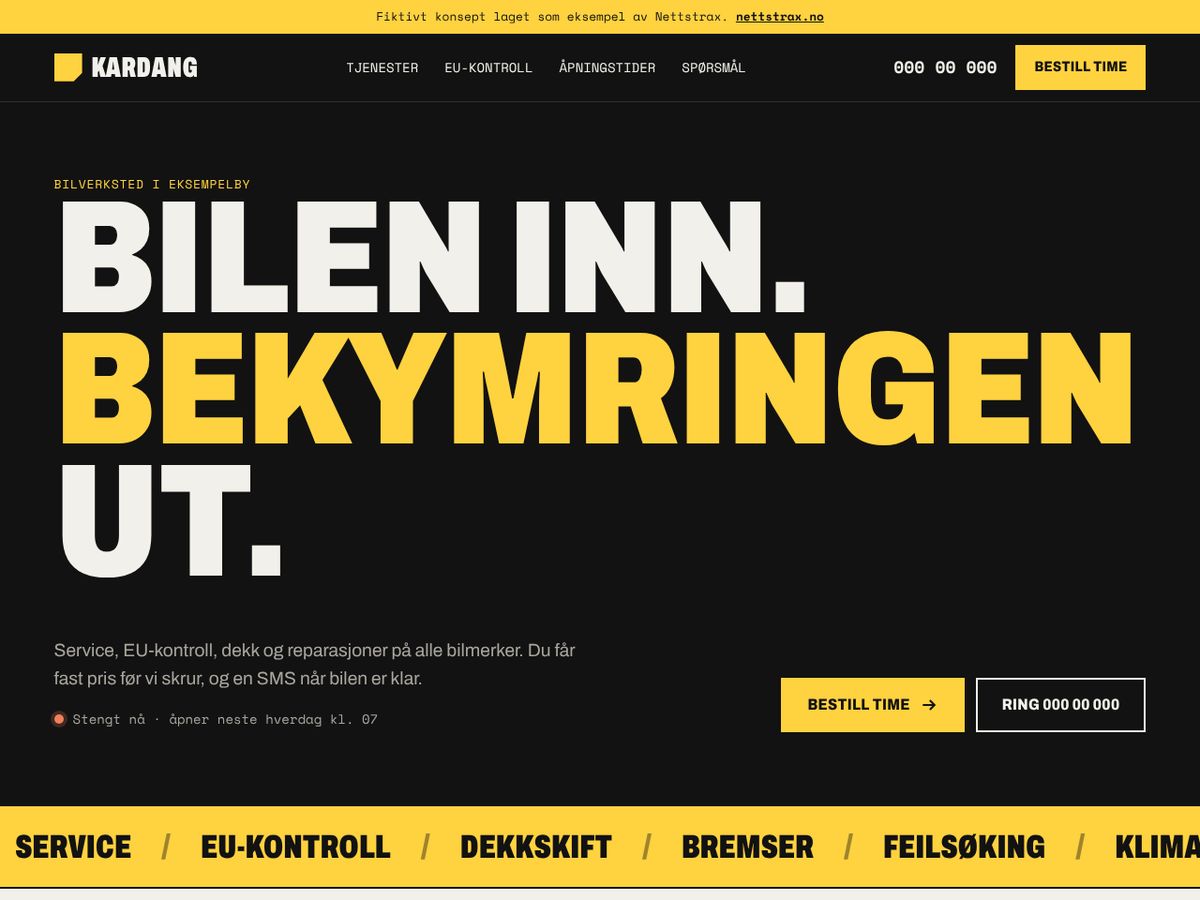 Fiktivt konsept laget som eksempel av Nettstrax. nettstrax.no
KARDANG
TJENESTER EU-KONTROLL ÅPNINGSTIDER SPØRSMÅL
000 00 000
BESTILL TIME
BILVERKSTED I EKSEMPELBY
BILEN INN.
BEKYMRINGEN
UT.
Service, EU-kontroll, dekk og reparasjoner på alle bilmerker. Du får
fast pris før vi skrur, og en SMS når bilen er klar.
Stengt nå · åpner neste hverdag kl. 07
BESTILL TIME →
RING 000 00 000
SERVICE / EU-KONTROLL / DEKKSKIFT / BREMSER / FEILSØKING / KLIMA